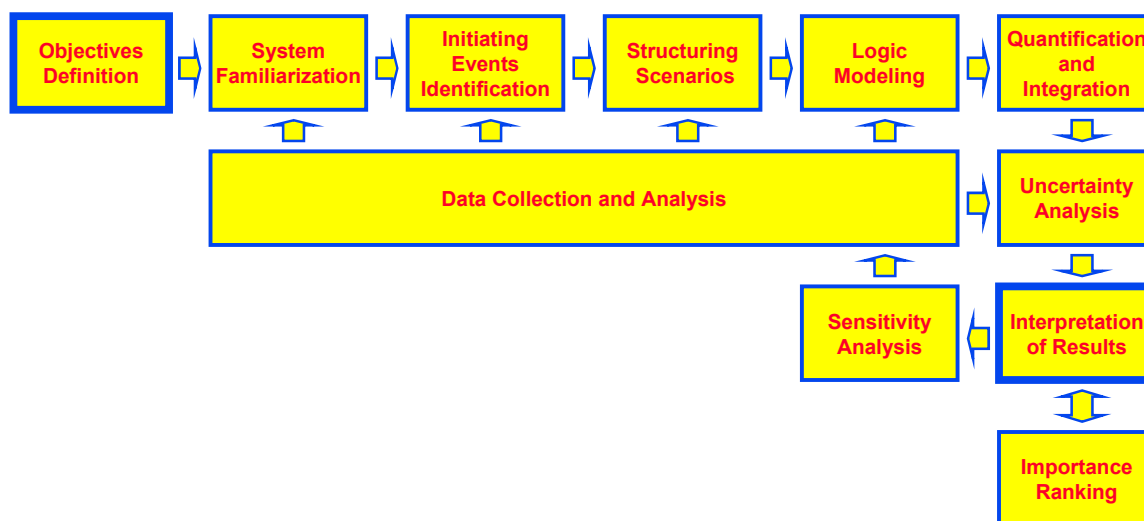 Objectives
Definition
System
Familiarization
Initiating
Events
Identification
Structuring
Scenarios
Logic
Modeling
Quantification
and
Integration
Data Collection and Analysis
Uncertainty
Analysis
Sensitivity
Analysis
Interpretation
of Results
Importance
Ranking